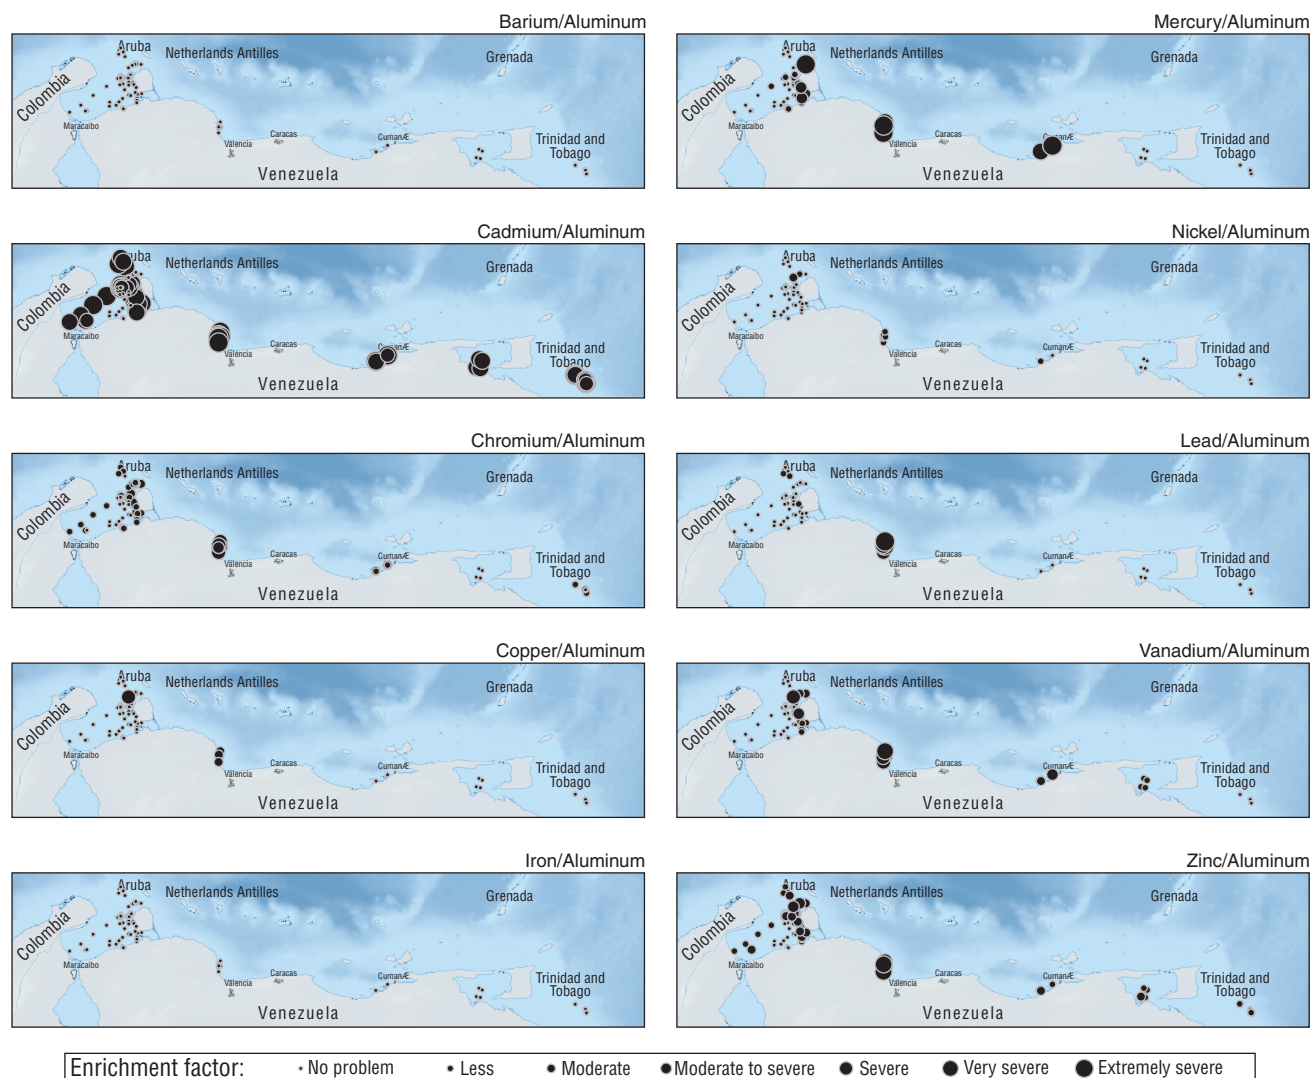 Barium/Aluminum
Aruba
Netherlands Antilles
Grenada
Colombia
Maracaibo
Valencia
Caracas
CumanÆ
Trinidad and
Tobago
Venezuela
Mercury/Aluminum
Aruba
Netherlands Antilles
Grenada
Colombia
Maracaibo
Valencia
Caracas
CumanÆ
Trinidad and
Tobago
Venezuela
Cadmium/Aluminum
Aruba
Netherlands Antilles
Grenada
Colombia
Maracaibo
Valencia
Caracas
CumanÆ
Trinidad and
Tobago
Venezuela
Nickel/Aluminum
Aruba
Netherlands Antilles
Grenada
Colombia
Maracaibo
Valencia
Caracas
CumanÆ
Trinidad and
Tobago
Venezuela
Chromium/Aluminum
Aruba
Netherlands Antilles
Grenada
Colombia
Maracaibo
Valencia
Caracas
CumanÆ
Trinidad and
Tobago
Venezuela
Lead/Aluminum
Aruba
Netherlands Antilles
Grenada
Colombia
Maracaibo
Valencia
Caracas
CumanÆ
Trinidad and
Tobago
Venezuela
Copper/Aluminum
Aruba
Netherlands Antilles
Grenada
Colombia
Maracaibo
Valencia
Caracas
CumanÆ
Trinidad and
Tobago
Venezuela
Vanadium/Aluminum
Aruba
Netherlands Antilles
Grenada
Colombia
Maracaibo
Valencia
Caracas
CumanÆ
Trinidad and
Tobago
Venezuela
Iron/Aluminum
Aruba
Netherlands Antilles
Grenada
Colombia
Maracaibo
Valencia
Caracas
CumanÆ
Trinidad and
Tobago
Venezuela
Zinc/Aluminum
Aruba
Netherlands Antilles
Grenada
Colombia
Maracaibo
Valencia
Caracas
CumanÆ
Trinidad and
Tobago
Venezuela
Enrichment factor: No problem Less Moderate Moderate to severe Severe Very severe Extremely severe